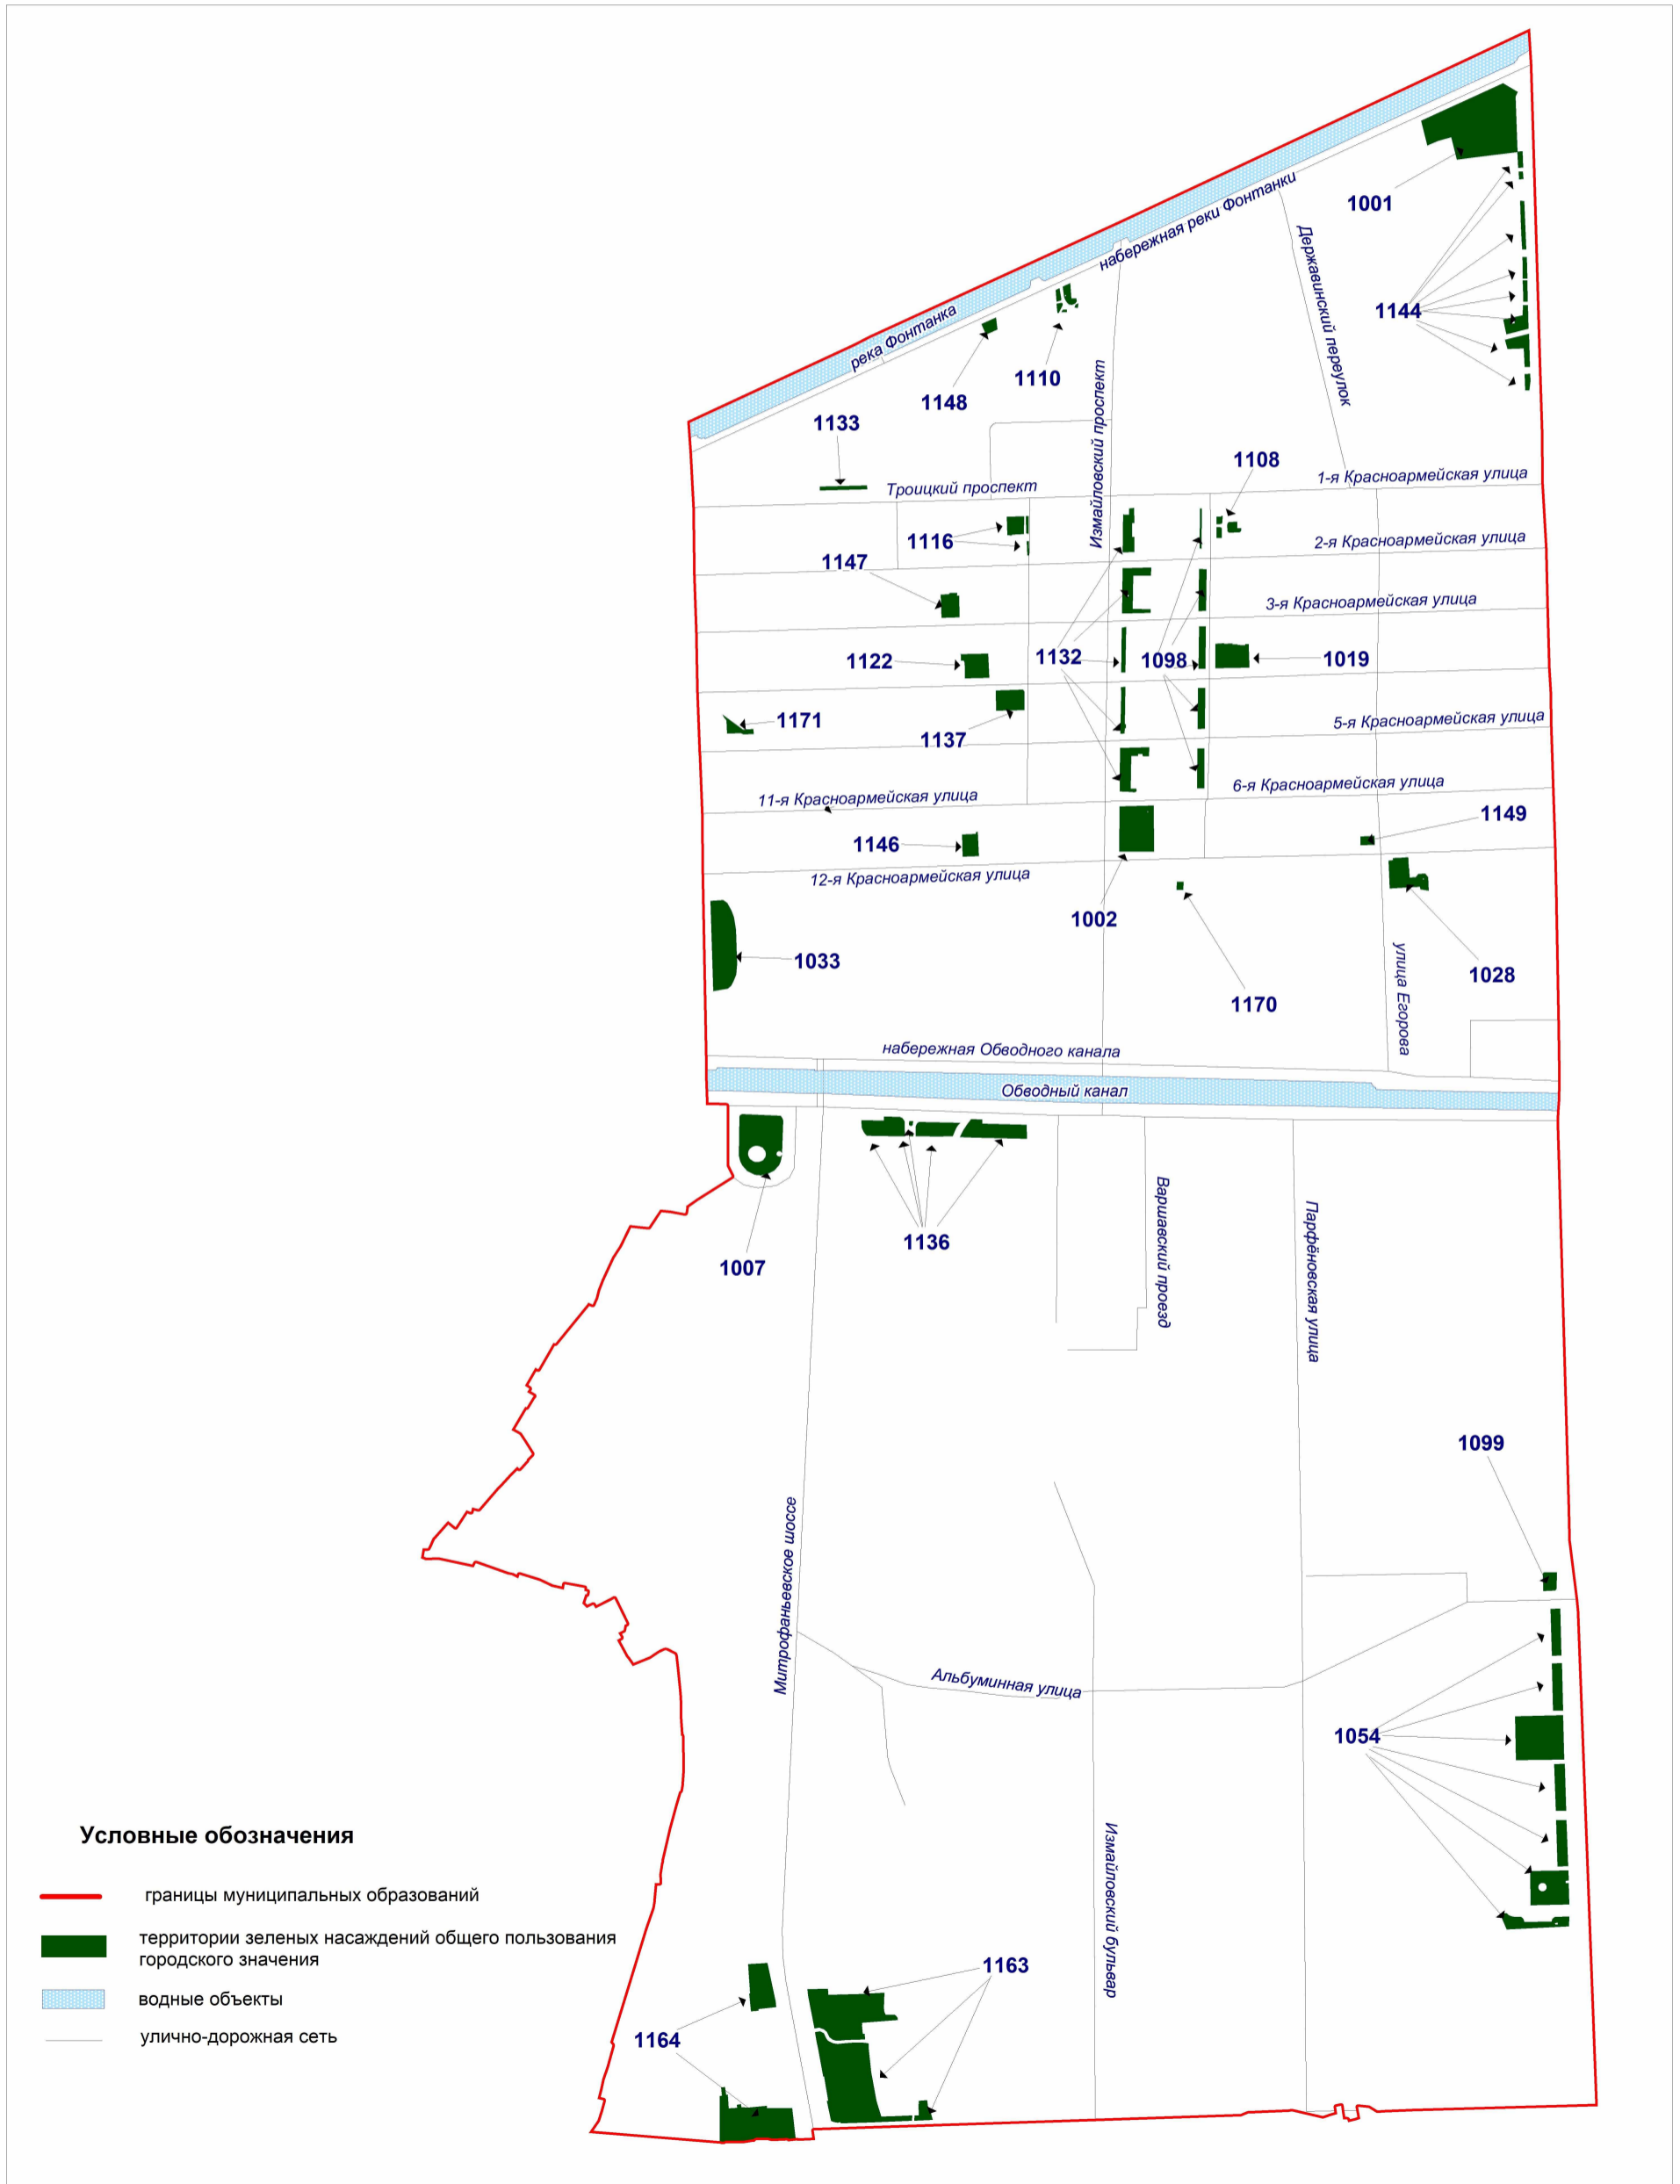 1001
набережная реки Фонтанки
Державинский переулок
1144
река Фонтанка
1110
1148
Измайловский проспект
1133
1108
1-я Красноармейская улица
Троицкий проспект
1116
2-я Красноармейская улица
1147
3-я Красноармейская улица
1132
1098
1019
1122
1171
5-я Красноармейская улица
1137
6-я Красноармейская улица
11-я Красноармейская улица
1149
1146
12-я Красноармейская улица
1002
1033
улица Егорова
1028
1170
набережная Обводного канала
Обводный канал
1136
1007
Варшавский проезд
Парфёновская улица
1099
Митрофаньевское шоссе
Альбуминная улица
1054
Измайловский бульвар
1163
1164
Условные обозначения
границы муниципальных образований
территории зеленых насаждений общего пользования
городского значения
водные объекты
улично-дорожная сеть